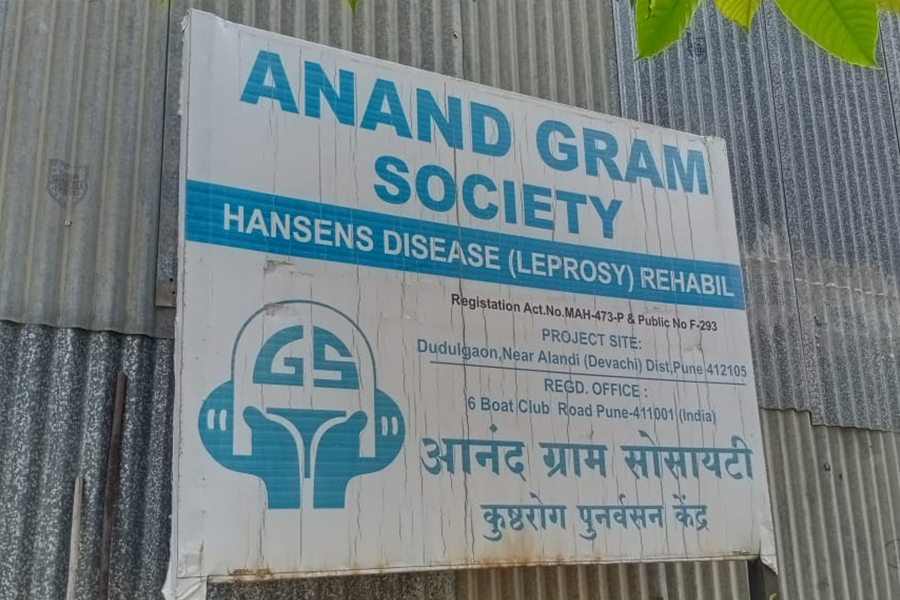 ANAND GRAM
SOCIETY
HANSENS DISEASE (LEPROSY) REHABIL
Registation Act.No.MAH-473-P & Public No F-293
PROJECT SITE:
Dudulgaon,Near Alandi (Devachi) Dist,Pune 412105
REGD. OFFICE :
6 Boat Club Road Pune-411001 (India)
GS
आनंद ग्राम सोसायटी
कुष्ठरोग पुनर्वसन केंद्र